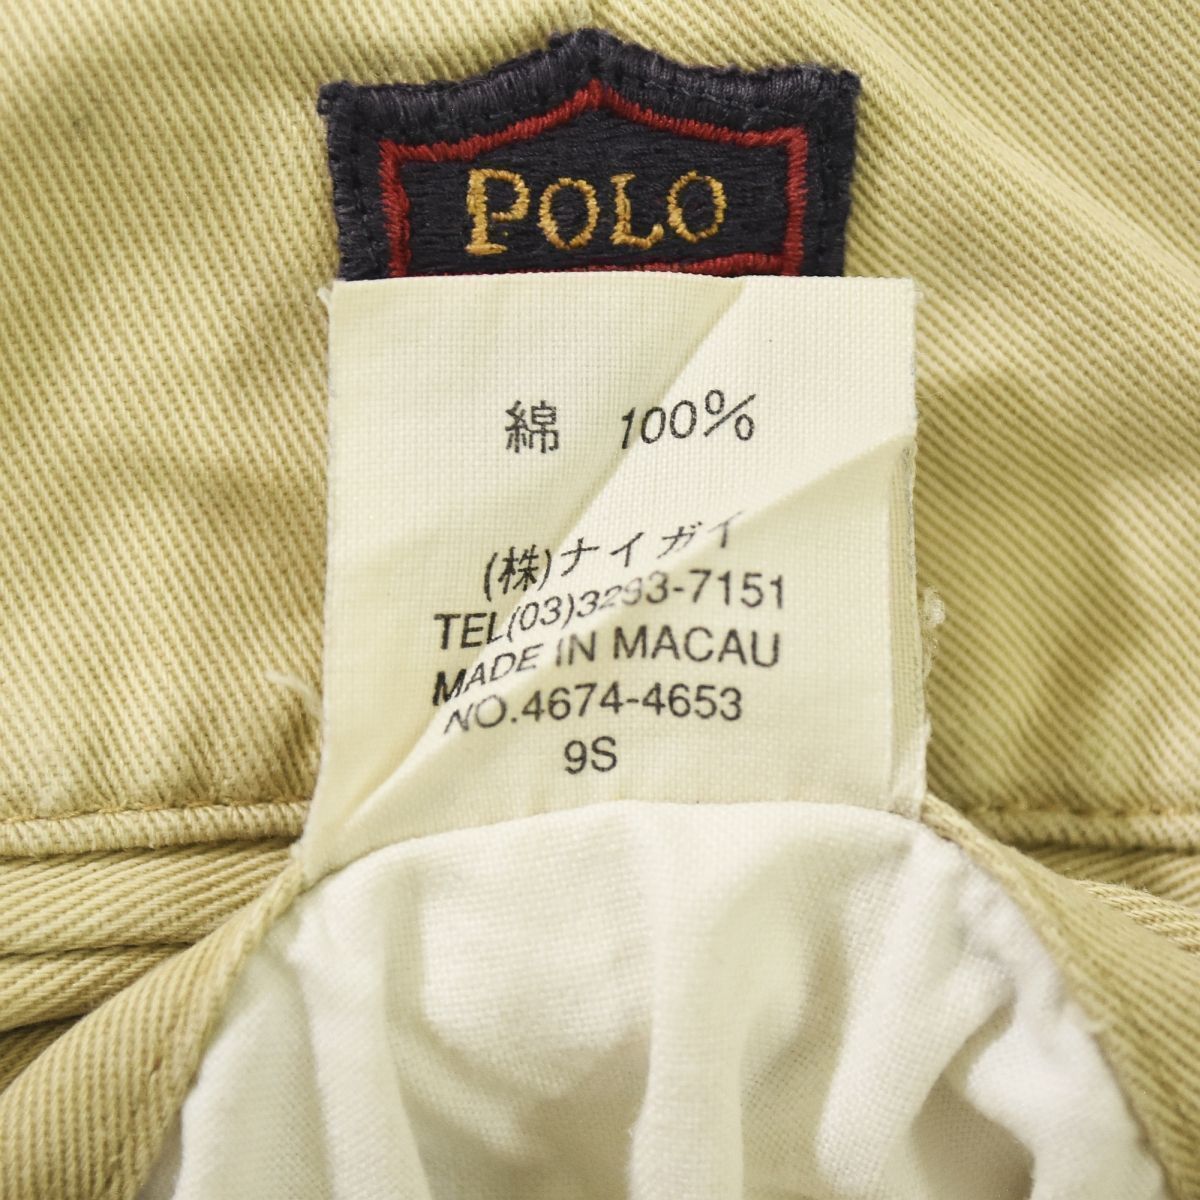 POLO
綿 100%
(株)ナイガイ
TEL(03)3293-7151
MADE IN MACAU
NO.4674-4653
9S